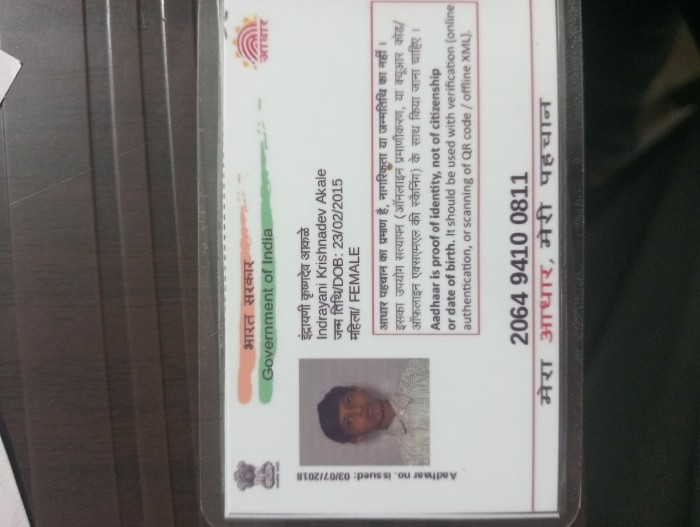 भारत सरकार
Government of India
आधार
Aadhaar no. issued: 03/07/2018
इंद्रायणी कृष्णदेव आकळे
Indrayani Krishnadev Akale
जन्म तिथि/DOB: 23/02/2015
महिला/ FEMALE
आधार पहचान का प्रमाण है, नागरिकता या जन्मतिथि का नहीं ।
इसका उपयोग सत्यापन (ऑनलाइन प्रमाणीकरण, या क्यूआर कोड/
ऑफलाइन एक्सएमएल की स्कैनिंग) के साथ किया जाना चाहिए ।
Aadhaar is proof of identity, not of citizenship
or date of birth. It should be used with verification (online
authentication, or scanning of QR code / offline XML).
2064 9410 0811
मेरा आधार, मेरी पहचान